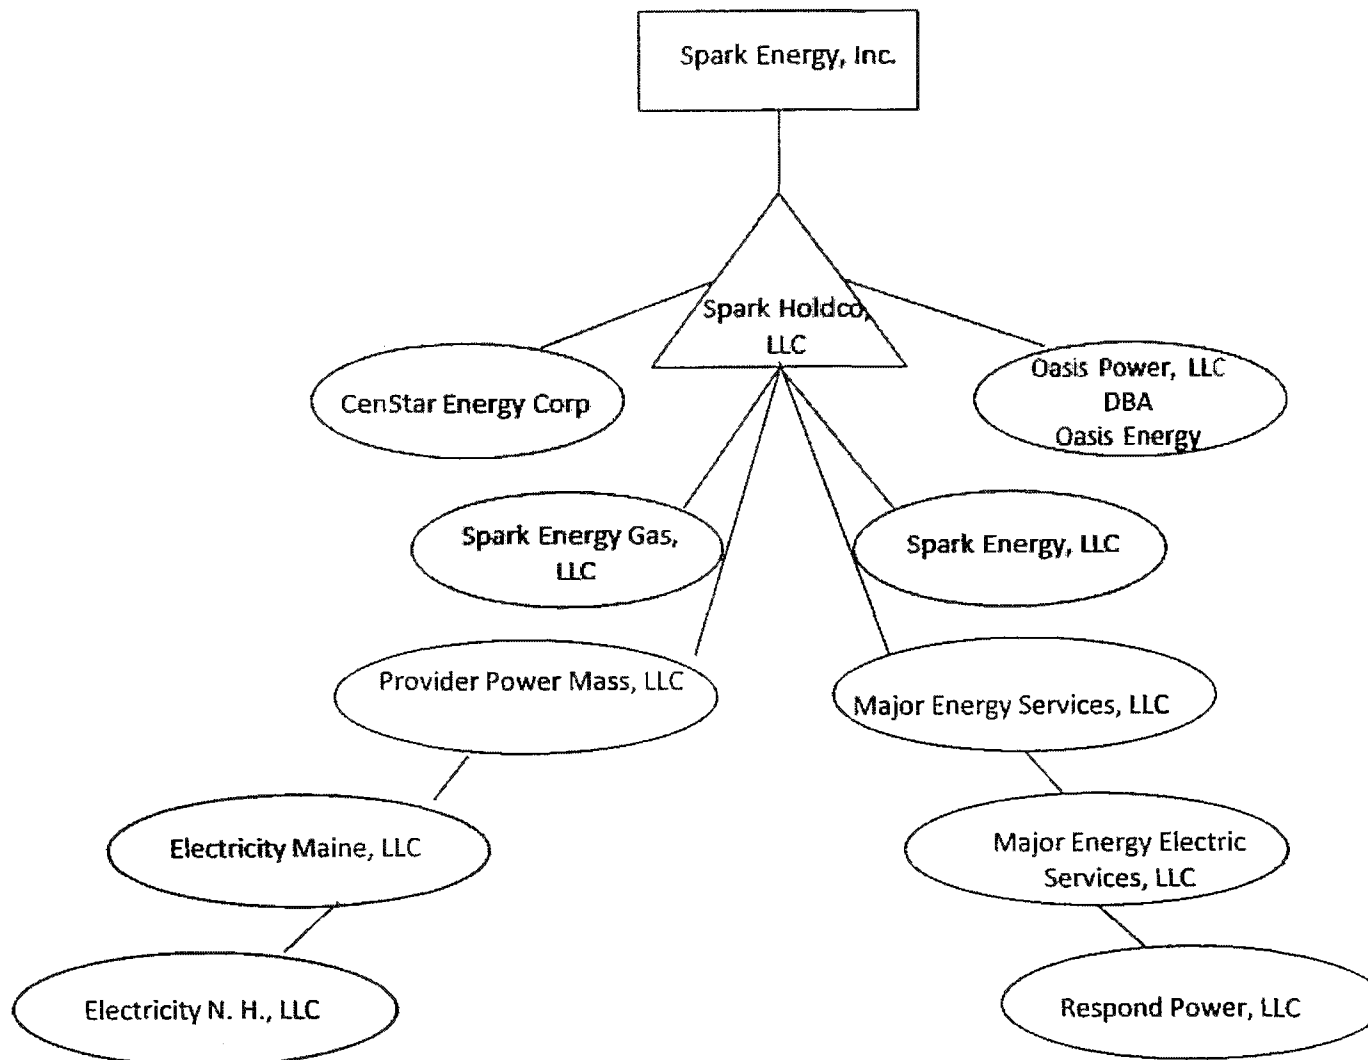 Spark Energy, Inc.
Spark Holdco,
LLC
CenStar Energy Corp
Oasis Power, LLC
DBA
Oasis Energy
Spark Energy Gas,
LLC
Spark Energy, LLC
Provider Power Mass, LLC
Major Energy Services, LLC
Electricity Maine, LLC
Major Energy Electric
Services, LLC
Electricity N. H., LLC
Respond Power, LLC